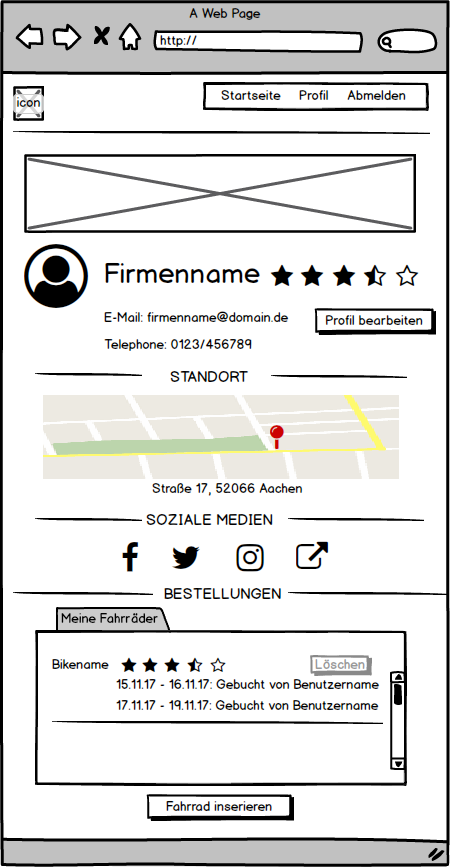 A Web Page
http://
icon
Startseite Profil Abmelden
Firmenname
E-Mail: firmenname@domain.de
Profil bearbeiten
Telephone: 0123/456789
STANDORT
Straße 17, 52066 Aachen
SOZIALE MEDIEN
BESTELLUNGEN
Meine Fahrräder
Bikename
Löschen
15.11.17 - 16.11.17: Gebucht von Benutzername
17.11.17 - 19.11.17: Gebucht von Benutzername
Fahrrad inserieren